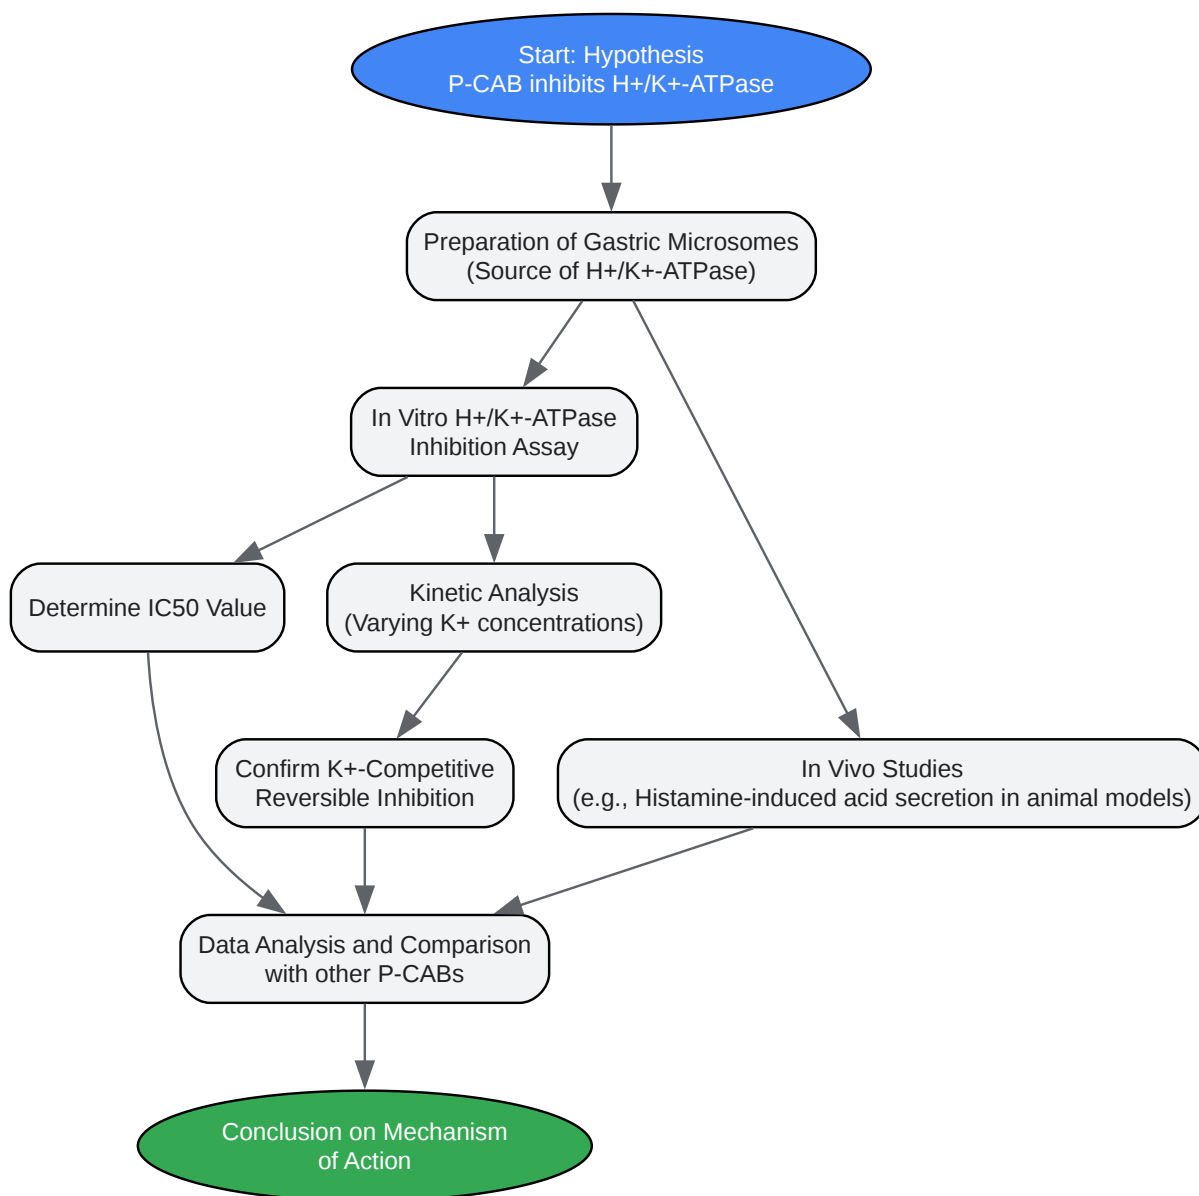 Start: Hypothesis
P-CAB inhibits H+/K+-ATPase
Preparation of Gastric Microsomes
(Source of H+/K+-ATPase)
In Vitro H+/K+-ATPase
Inhibition Assay
Determine IC50 Value
Kinetic Analysis
(Varying K+ concentrations)
Confirm K+-Competitive
Reversible Inhibition
In Vivo Studies
(e.g., Histamine-induced acid secretion in animal models)
Data Analysis and Comparison
with other P-CABs
Conclusion on Mechanism
of Action